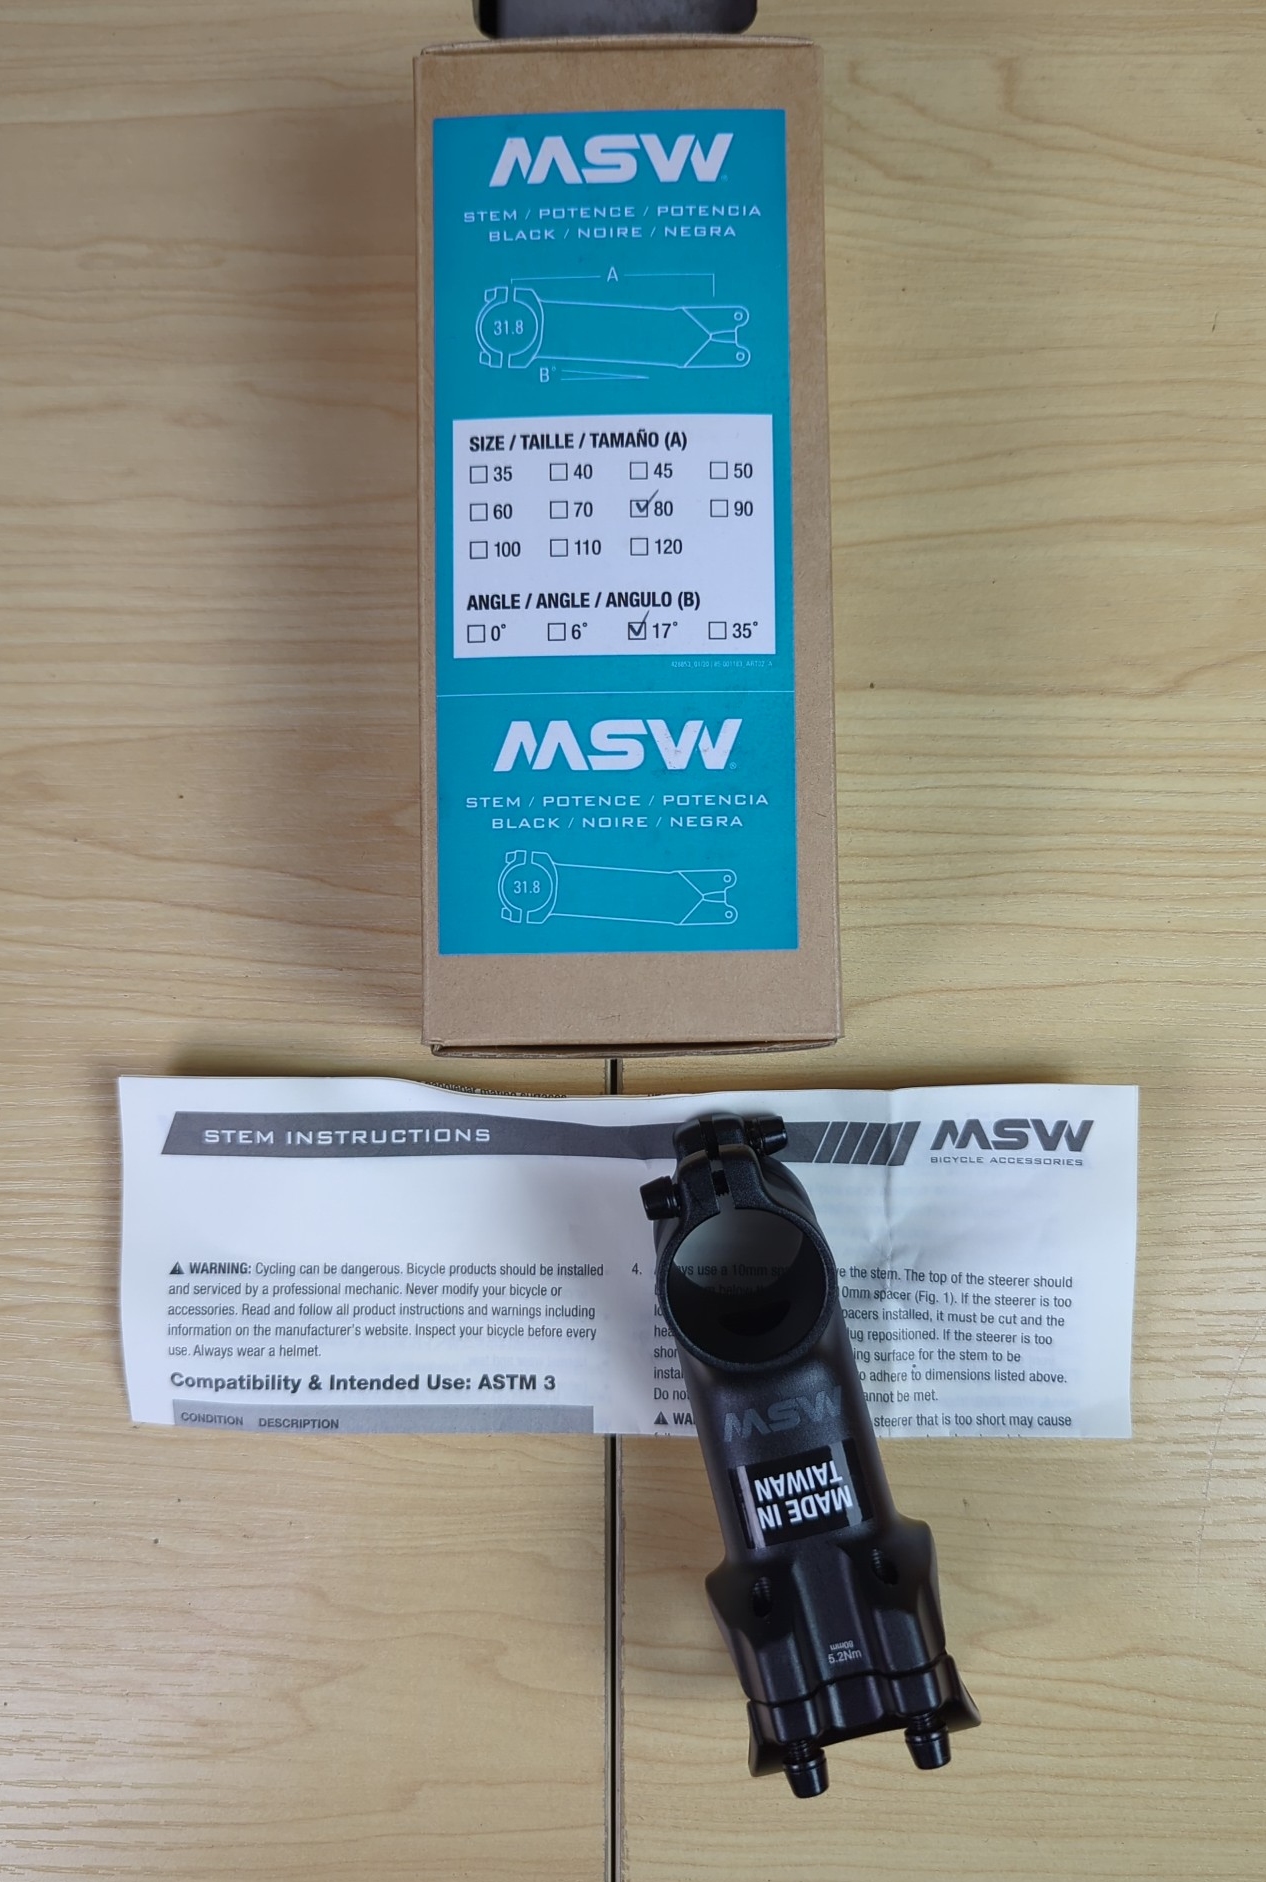 MSW
STEM / POTENCE / POTENCIA
BLACK / NOIRE / NEGRA
A
31.8
B°
SIZE / TAILLE / TAMAÑO (A)
35 40 45 50
60 70 80 90
100 110 120
ANGLE / ANGLE / ANGULO (B)
0° 6° 17° 35°
MSW
STEM / POTENCE / POTENCIA
BLACK / NOIRE / NEGRA
31.8
STEM INSTRUCTIONS
MSW
BICYCLE ACCESSORIES
WARNING: Cycling can be dangerous. Bicycle products should be installed
and serviced by a professional mechanic. Never modify your bicycle or
accessories. Read and follow all product instructions and warnings including
information on the manufacturer's website. Inspect your bicycle before every
use. Always wear a helmet.
Compatibility & Intended Use: ASTM 3
CONDITION DESCRIPTION
4. use a 10mm the stem. The top of the steerer should
spacer (Fig. 1). If the steerer is too
installed, it must be cut and the
repositioned. If the steerer is too
surface for the stem to be
adhere to dimensions listed above.
Do be met.
steerer that is too short may cause
MSW
MADE IN
TAIWAN
80mm
5.2Nm